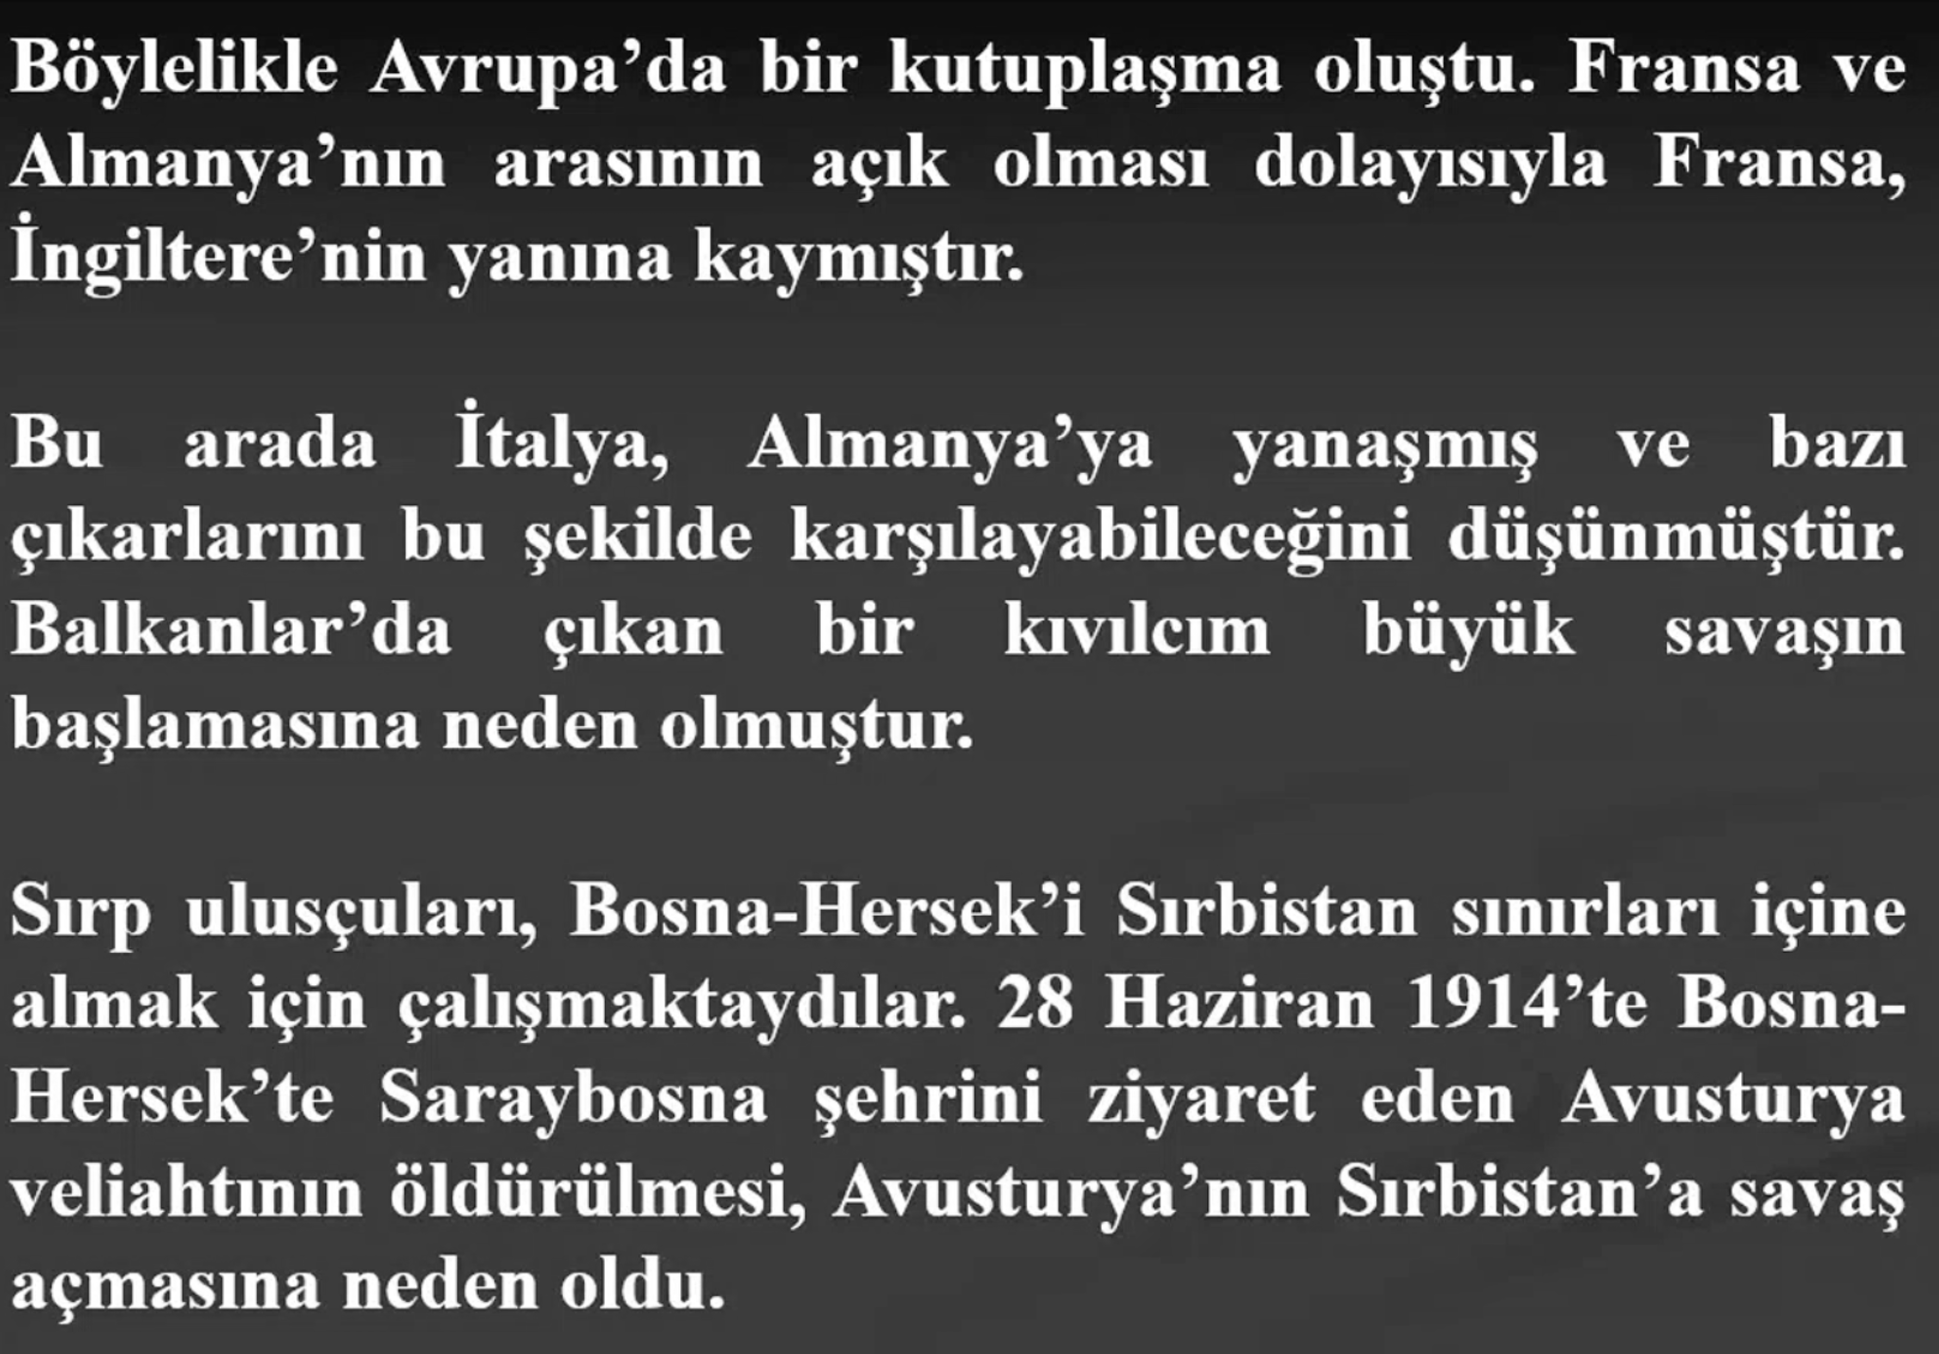 Böylelikle Avrupa’da bir kutuplaşma oluştu. Fransa ve
Almanya’nın arasının açık olması dolayısıyla Fransa,
İngiltere’nin yanına kaymıştır.
Bu arada İtalya, Almanya’ya yanaşmış ve bazı
çıkarlarını bu şekilde karşılayabileceğini düşünmüştür.
Balkanlar’da çıkan bir kıvılcım büyük savaşın
başlamasına neden olmuştur.
Sırp ulusçuları, Bosna-Hersek’i Sırbistan sınırları içine
almak için çalışmaktaydılar. 28 Haziran 1914’te Bosna-
Hersek’te Saraybosna şehrini ziyaret eden Avusturya
veliahtının öldürülmesi, Avusturya’nın Sırbistan’a savaş
açmasına neden oldu.